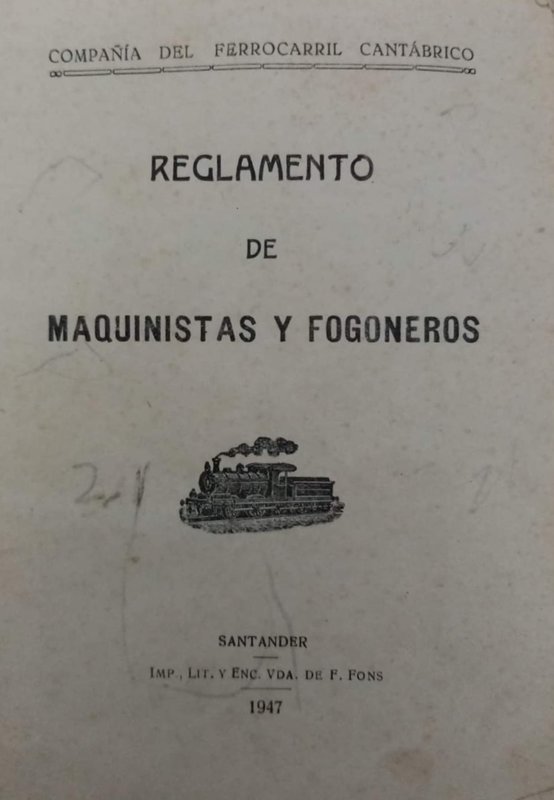 COMPAÑÍA DEL FERROCARRIL CANTÁBRICO
REGLAMENTO
DE
MAQUINISTAS Y FOGONEROS
SANTANDER
IMP., LIT. Y ENC. VDA. DE F. FONS
1947